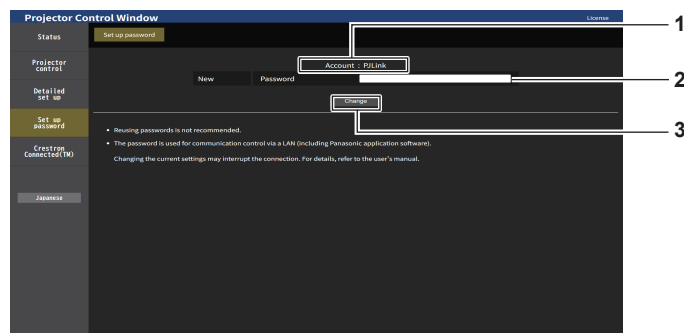 Projector Control Window
License
Status
Set up password
1
Projector
control
Account : PJLink
New Password
2
Detailed
set up
Change
Set up
password
3
• Reusing passwords is not recommended.
• The password is used for communication control via a LAN (including Panasonic application software).
Changing the current settings may interrupt the connection. For details, refer to the user's manual.
Crestron
Connected(TM)
Japanese